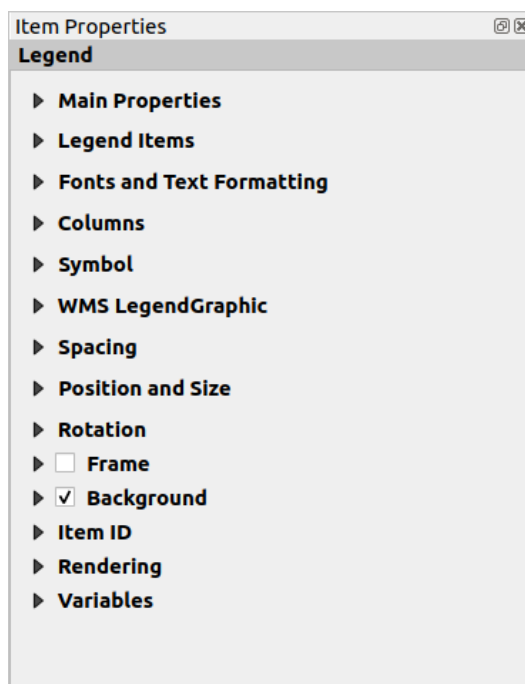 Item Properties
Legend
Main Properties
Legend Items
Fonts and Text Formatting
Columns
Symbol
WMS LegendGraphic
Spacing
Position and Size
Rotation
Frame
Background
Item ID
Rendering
Variables